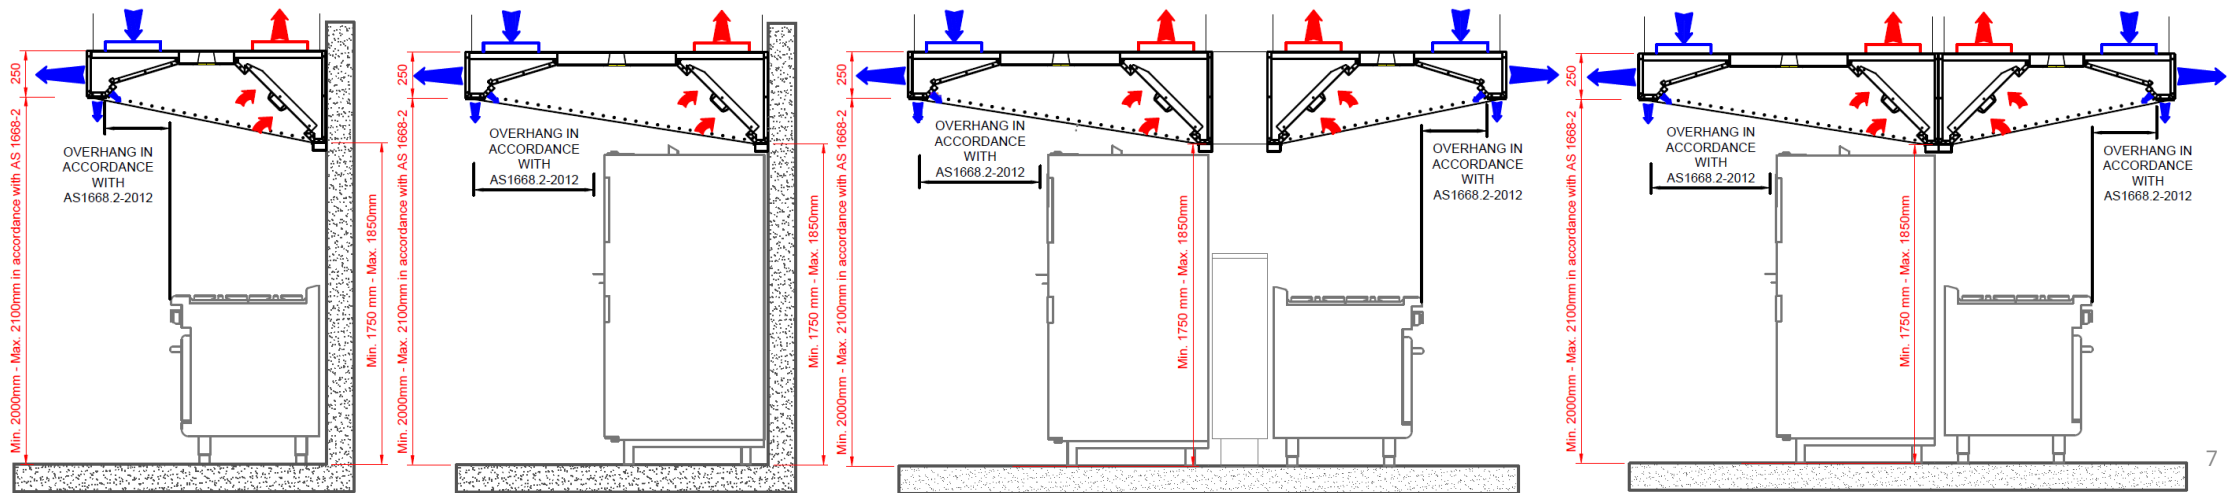 250
Min. 2000mm - Max. 2100mm in accordance with AS 1668-2
OVERHANG IN
ACCORDANCE
WITH
AS1668.2-2012
Min. 1750 mm - Max. 1850mm
250
Min. 2000mm - Max. 2100mm in accordance with AS 1668-2
OVERHANG IN
ACCORDANCE
WITH
AS1668.2-2012
Min. 1750 mm - Max. 1850mm
250
Min. 2000mm - Max. 2100mm in accordance with AS 1668-2
OVERHANG IN
ACCORDANCE
WITH
AS1668.2-2012
Min. 1750 mm - Max. 1850mm
OVERHANG IN
ACCORDANCE
WITH
AS1668.2-2012
250
Min. 2000mm - Max. 2100mm in accordance with AS 1668-2
OVERHANG IN
ACCORDANCE
WITH
AS1668.2-2012
Min. 1750 mm - Max. 1850mm
OVERHANG IN
ACCORDANCE
WITH
AS1668.2-2012
7